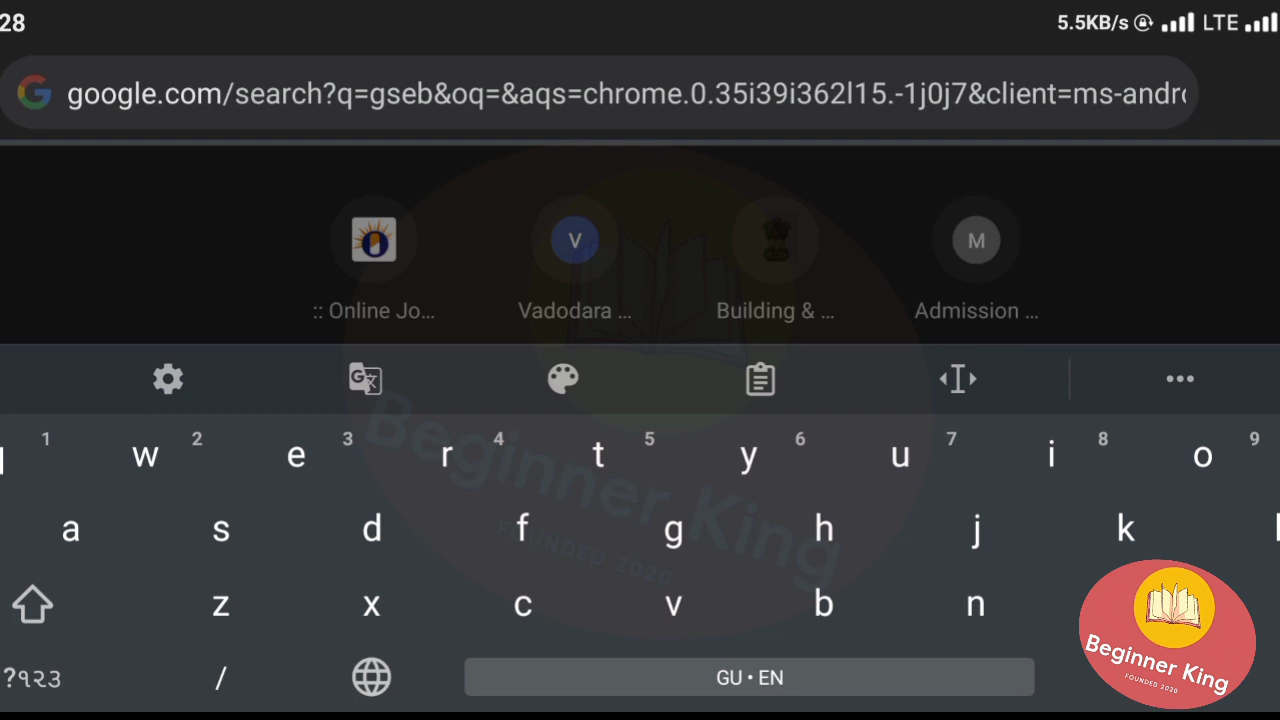 28 5.5KB/s LTE
google.com/search?q=gseb&oq=&aqs=chrome.0.35i39i362l15.-1j0j7&client=ms-andro
V M
:: Online Jo... Vadodara ... Building & ... Admission ...
1 2 3 4 5 6 7 8 9
w e r t y u i o
a s d f g h j k
z x c v b n
?૧૨૩ / GU • EN
Beginner King
FOUNDED 2020
Beginner King
FOUNDED 2020